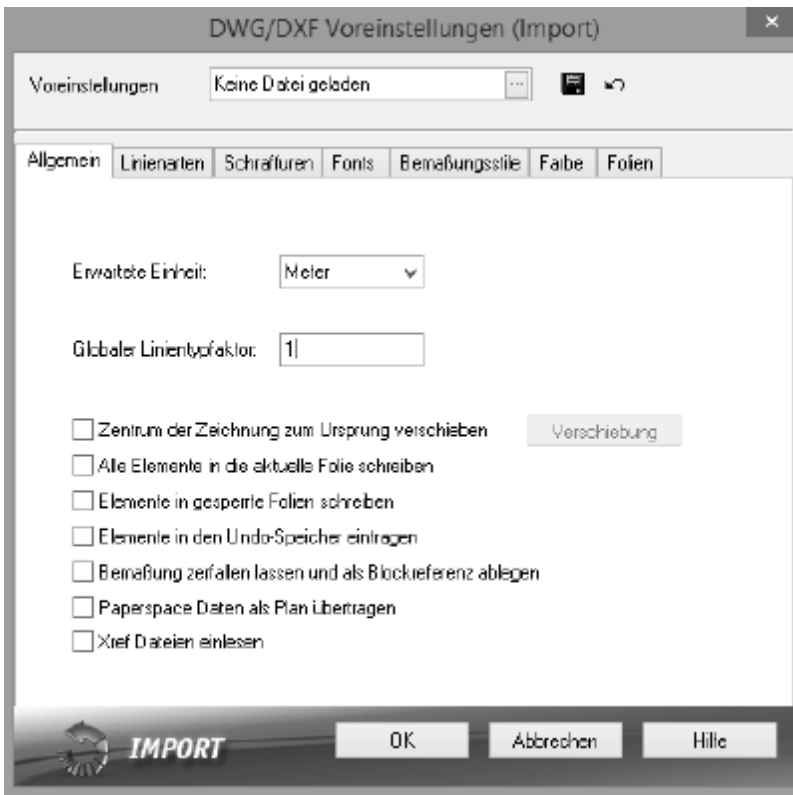 DWG/DXF Voreinstellungen (Import)
Voreinstellungen Keine Datei geladen ...
Allgemein Linienarten Schraffuren Fonts Bemaßungsstile Farbe Folien
Erwartete Einheit: Meter
Globaler Linientypfaktor: 1
Zentrum der Zeichnung zum Ursprung verschieben Verschiebung
Alle Elemente in die aktuelle Folie schreiben
Elemente in gesperrte Folien schreiben
Elemente in den Undo-Speicher eintragen
Bemaßung zerfallen lassen und als Blockreferenz ablegen
Paperspace Daten als Plan übertragen
Xref Dateien einlesen
IMPORT OK Abbrechen Hilfe